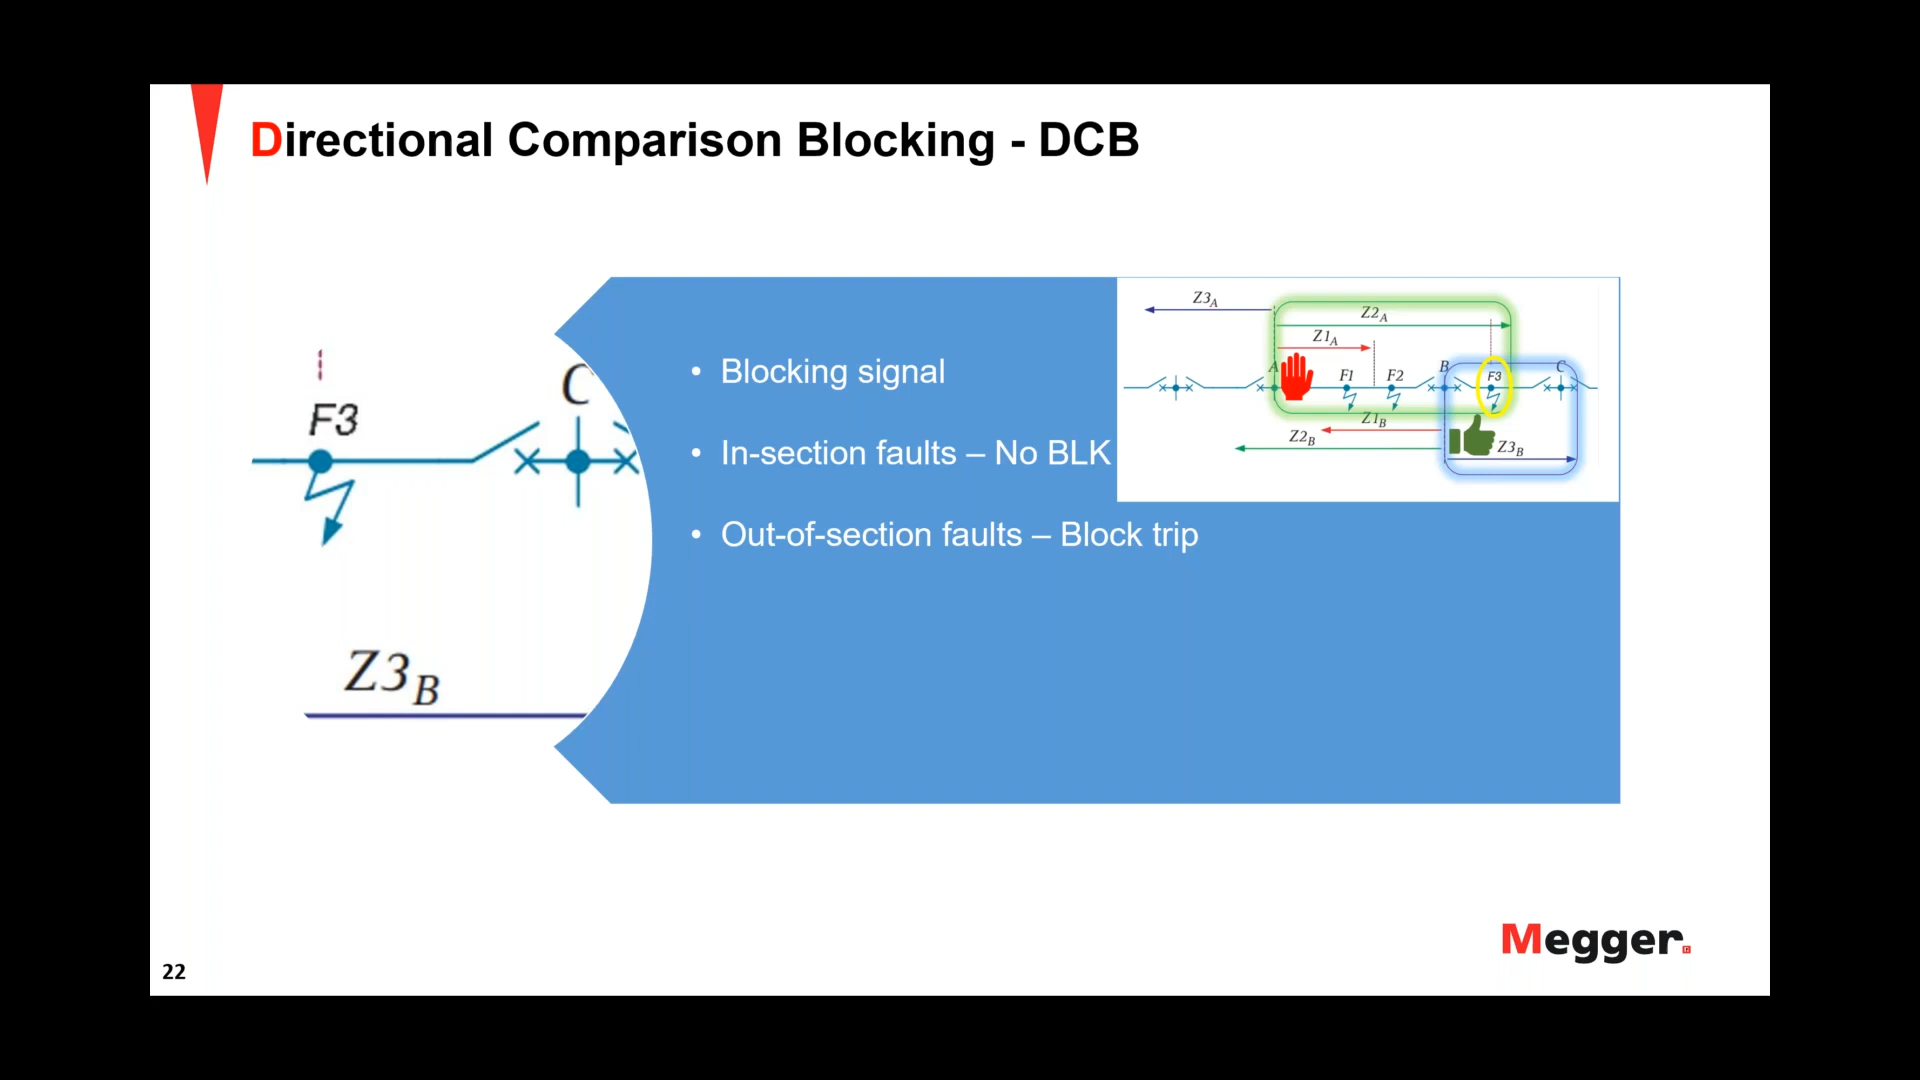 Directional Comparison Blocking - DCB
F3
C
Z3B
• Blocking signal
• In-section faults – No BLK
• Out-of-section faults – Block trip
Z3A
Z2A
Z1A
A
F1
F2
B
F3
C
Z1B
Z2B
Z3B
Megger
22